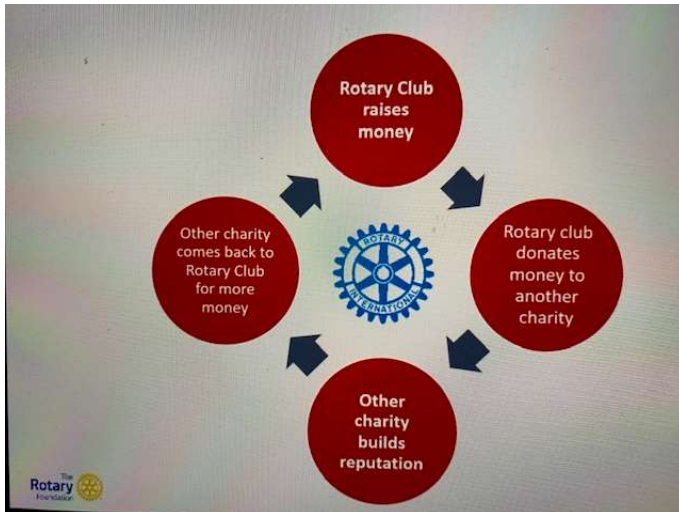 Rotary Club
raises
money
Rotary club
donates
money to
another
charity
Other
charity
builds
reputation
Other charity
comes back to
Rotary Club
for more
money
ROTARY
INTERNATIONAL
The
Rotary
Foundation